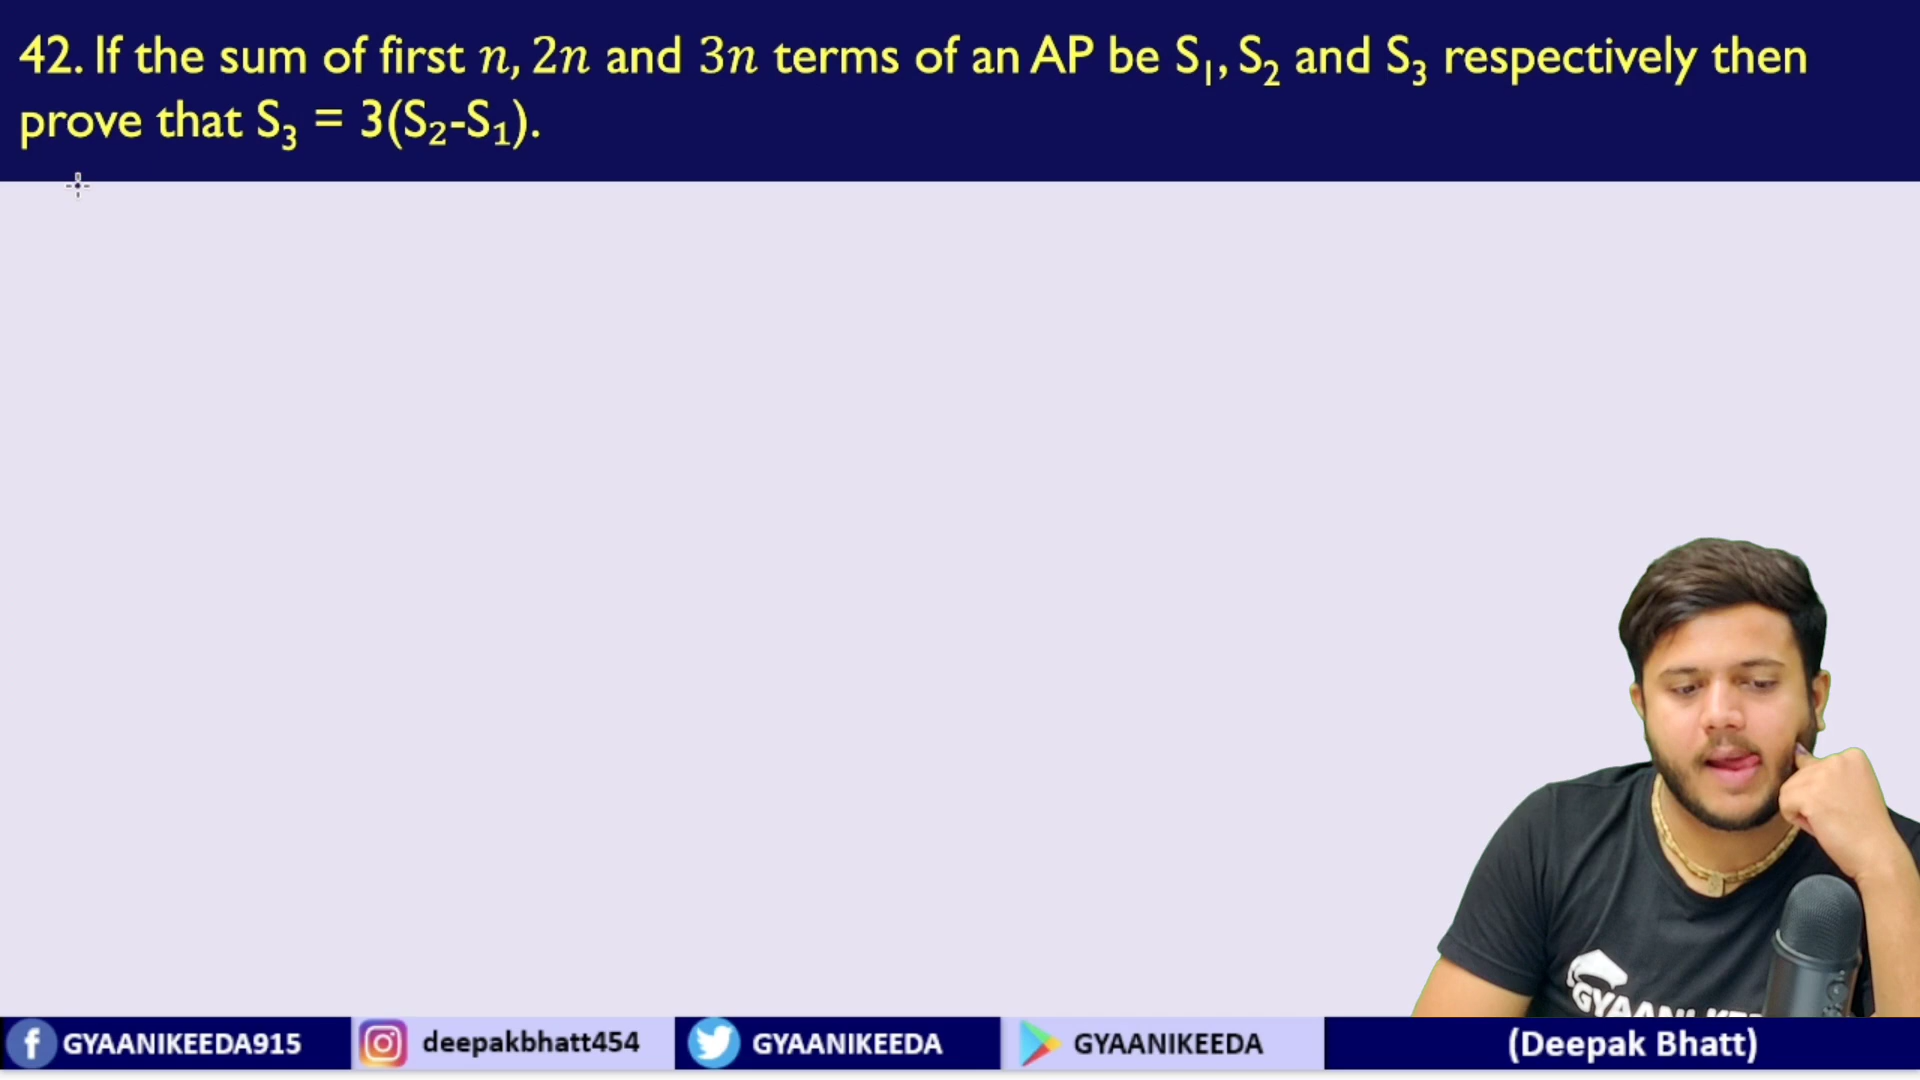 42. If the sum of first n, 2n and 3n terms of an AP be S₁, S₂ and S₃ respectively then
prove that S₃ = 3(S₂-S₁).
GYAANIKEEDA915
deepakbhatt454
GYAANIKEEDA
GYAANIKEEDA
(Deepak Bhatt)